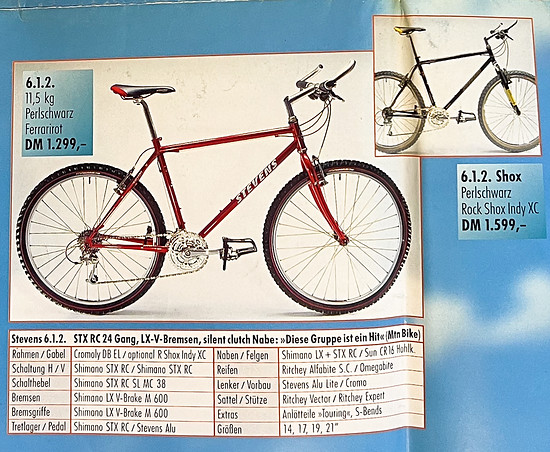 6.1.2.
11,5 kg
Perlschwarz
Ferrarirot
DM 1.299,–
STEVENS
6.1.2. Shox
Perlschwarz
Rock Shox Indy XC
DM 1.599,–
Stevens 6.1.2. STX RC 24 Gang, LX-V-Bremsen, silent clutch Nabe: »Diese Gruppe ist ein Hit« (Mtn Bike)
Rahmen / Gabel Cromoly DB EL / optional R Shox Indy XC Naben / Felgen Shimano LX + STX RC / Sun CR 16 Hohlk.
Schaltung H / V Shimano STX RC / Shimano STX RC Reifen Ritchey Alfabite S.C. / Omegabite
Schalthebel Shimano STX RC SL MC 38 Lenker / Vorbau Stevens Alu Lite / Cromo
Bremsen Shimano LX V-Brake M 600 Sattel / Stütze Ritchey Vector / Ritchey Expert
Bremsgriffe Shimano LX V-Brake M 600 Extras Anlötteile »Touring«, S-Bends
Tretlager / Pedal Shimano STX RC / Stevens Alu Größen 14, 17, 19, 21"